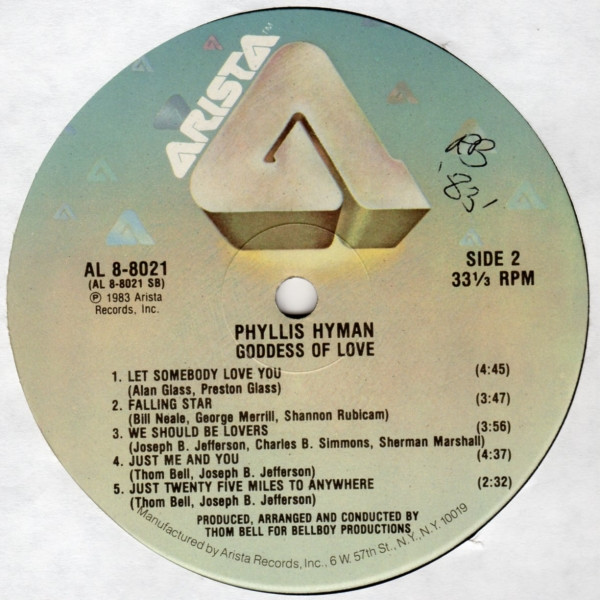 ARISTA™
RB
'83'
AL 8-8021
(AL 8-8021 SB)
℗ 1983 Arista
Records, Inc.
SIDE 2
33⅓ RPM
PHYLLIS HYMAN
GODDESS OF LOVE
1. LET SOMEBODY LOVE YOU (4:45)
(Alan Glass, Preston Glass)
2. FALLING STAR (3:47)
(Bill Neale, George Merrill, Shannon Rubicam)
3. WE SHOULD BE LOVERS (3:56)
(Joseph B. Jefferson, Charles B. Simmons, Sherman Marshall)
4. JUST ME AND YOU (4:37)
(Thom Bell, Joseph B. Jefferson)
5. JUST TWENTY FIVE MILES TO ANYWHERE (2:32)
(Thom Bell, Joseph B. Jefferson)
PRODUCED, ARRANGED AND CONDUCTED BY
THOM BELL FOR BELLBOY PRODUCTIONS
Manufactured by Arista Records, Inc., 6 W. 57th St., N.Y., N.Y. 10019